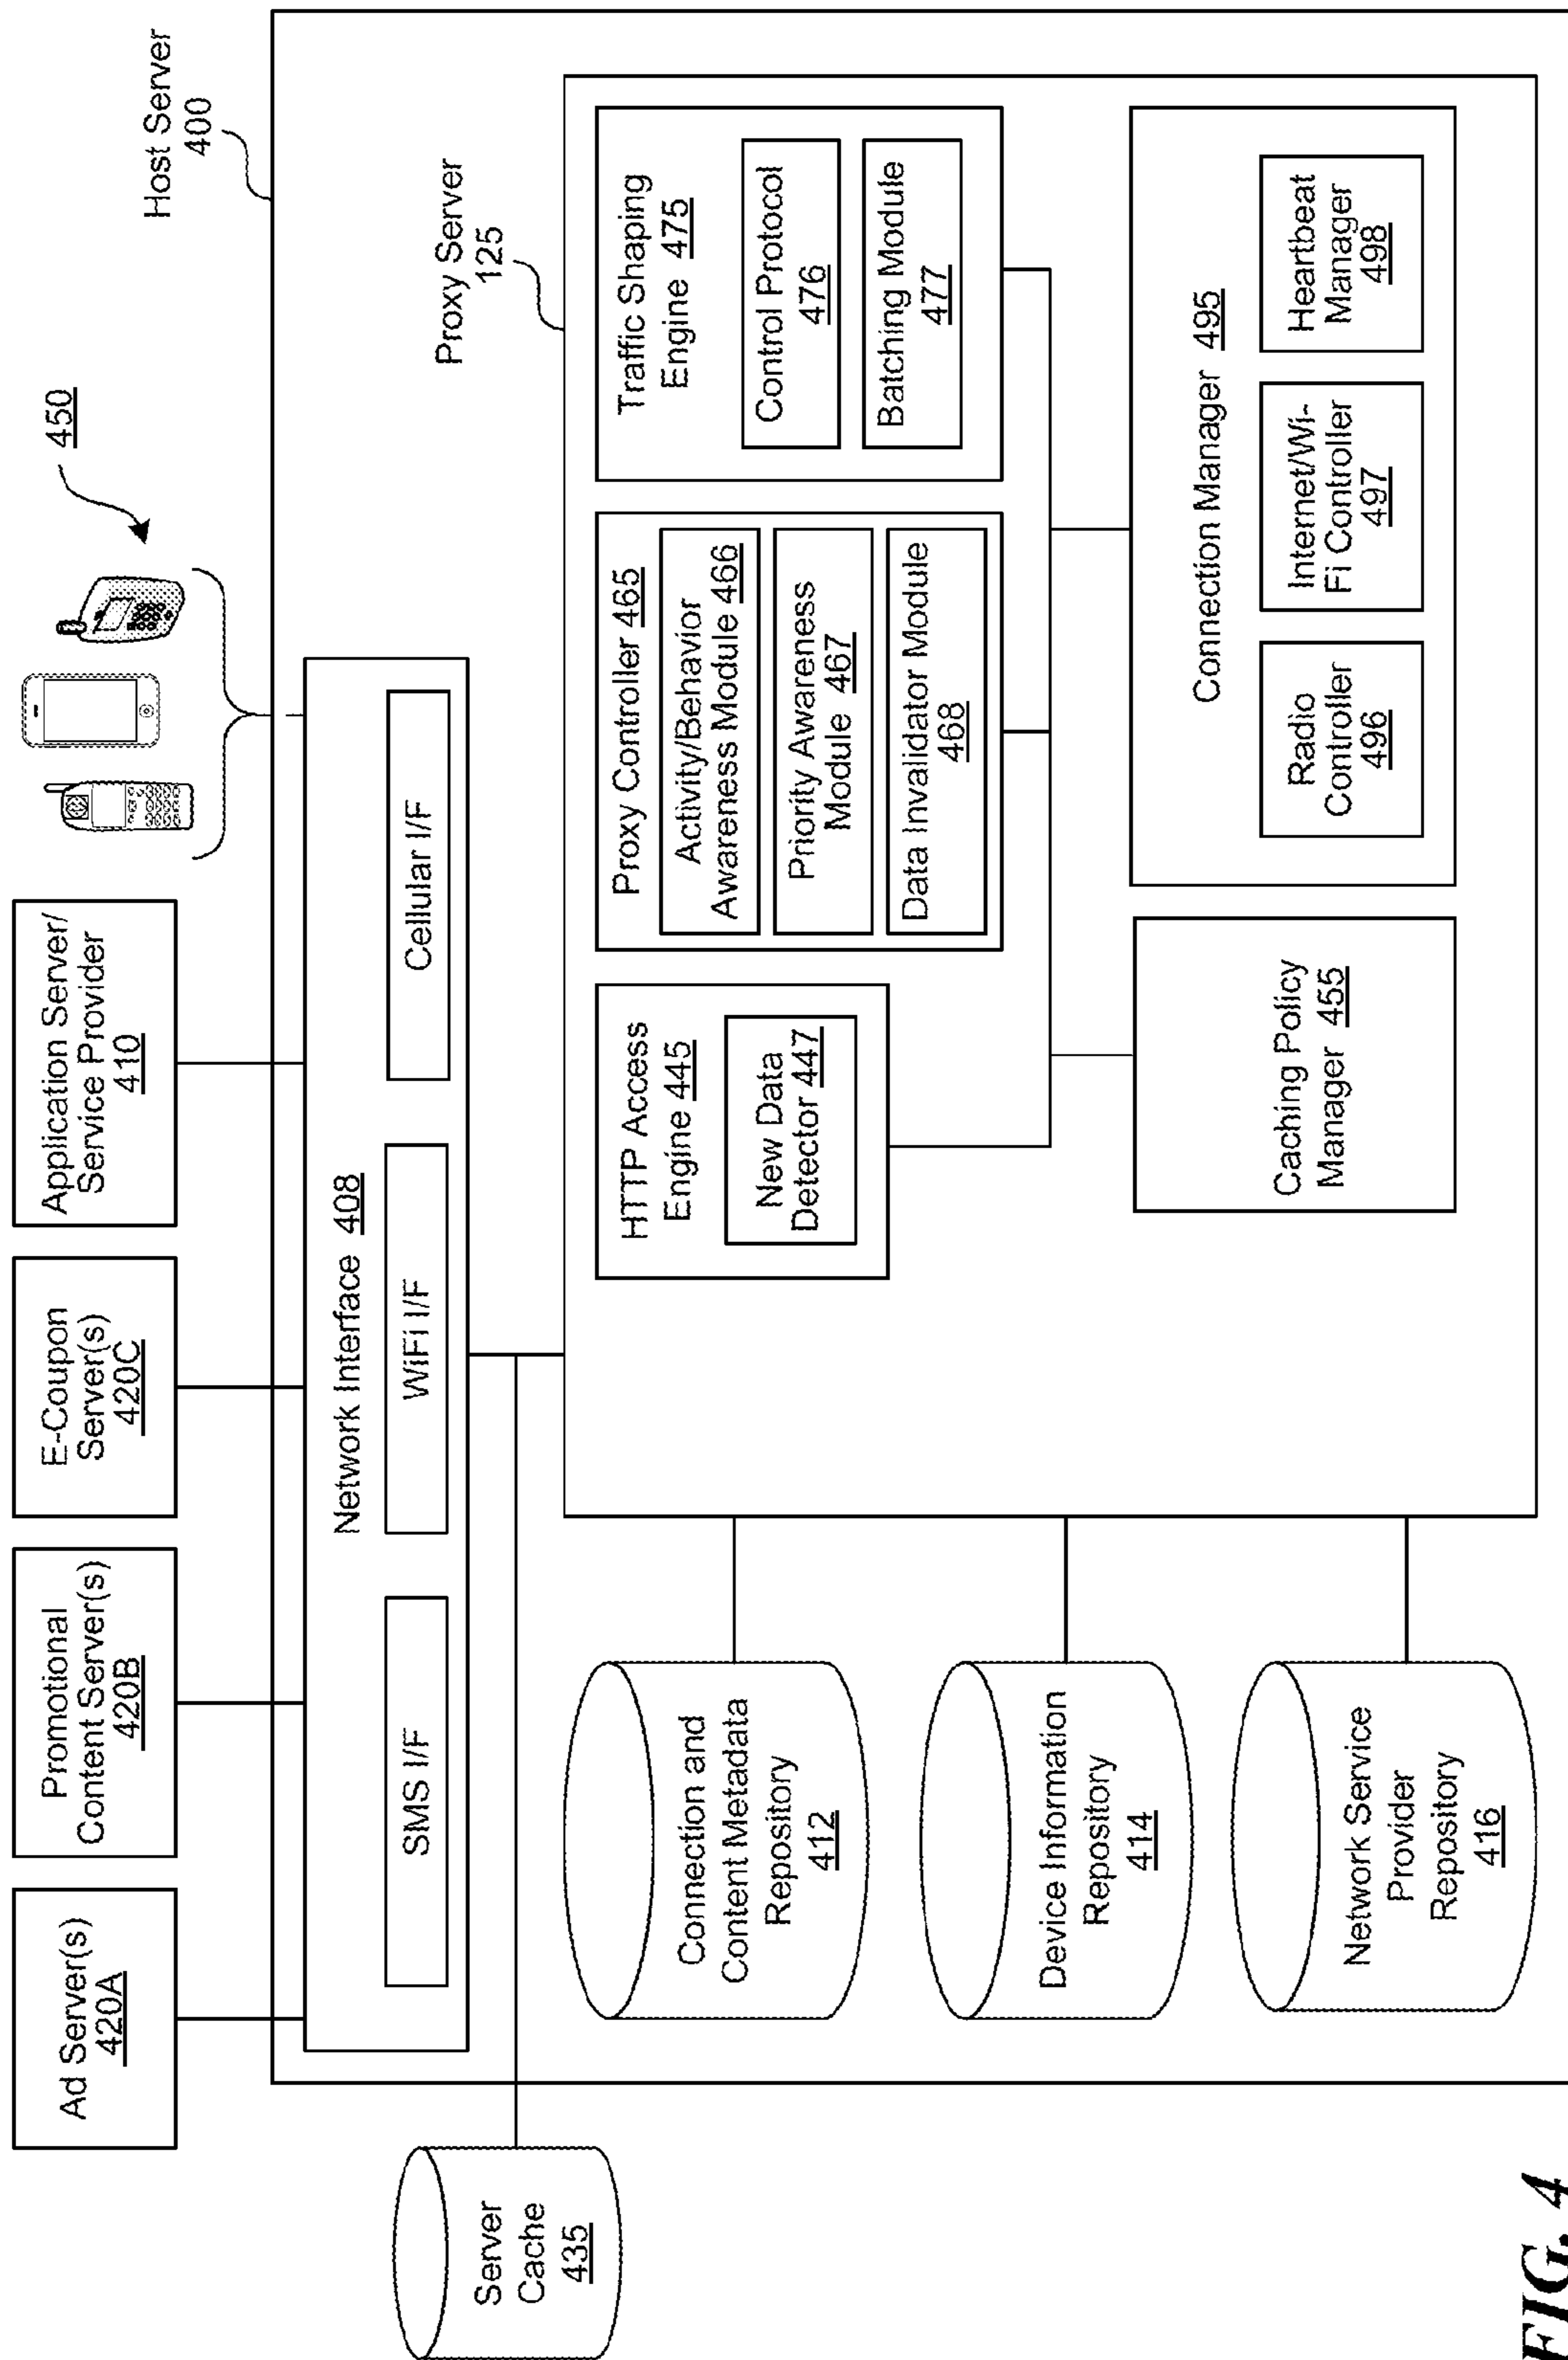 Ad Server(s)
420A
Promotional
Content Server(s)
420B
E-Coupon
Server(s)
420C
Application Server/
Service Provider
410
450
Host Server
400
Server
Cache
435
Network Interface 408
SMS I/F
WiFi I/F
Cellular I/F
Proxy Server
125
Connection and
Content Metadata
Repository
412
Device Information
Repository
414
Network Service
Provider
Repository
416
HTTP Access
Engine 445
New Data
Detector 447
Proxy Controller 465
Activity/Behavior
Awareness Module 466
Priority Awareness
Module 467
Data Invalidator Module
468
Traffic Shaping
Engine 475
Control Protocol
476
Batching Module
477
Caching Policy
Manager 455
Connection Manager 495
Radio
Controller
496
Internet/Wi-
Fi Controller
497
Heartbeat
Manager
498
FIG. 4